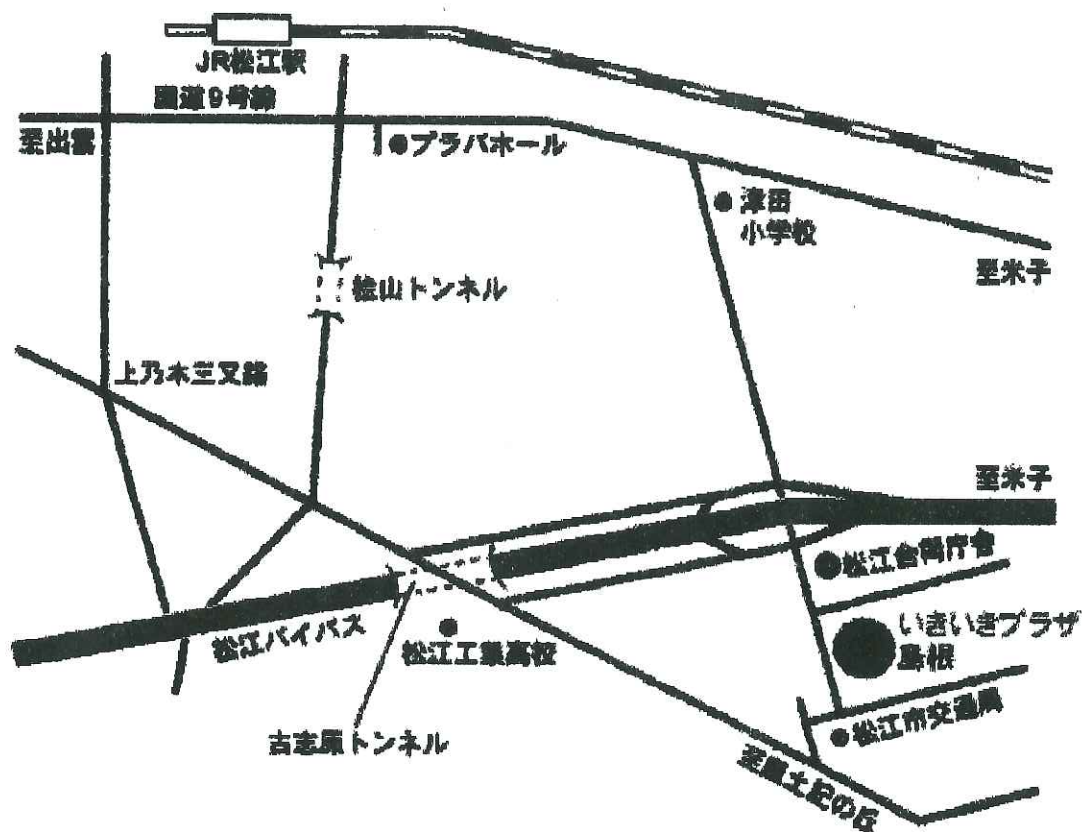 JR松江駅
国道9号線
至出雲
プラバホール
津田
小学校
至米子
桧山トンネル
上乃木三叉路
至米子
松江合同庁舎
いきいきプラザ
島根
松江バイパス
松江工業高校
松江市交通局
古志原トンネル
至風土記の丘